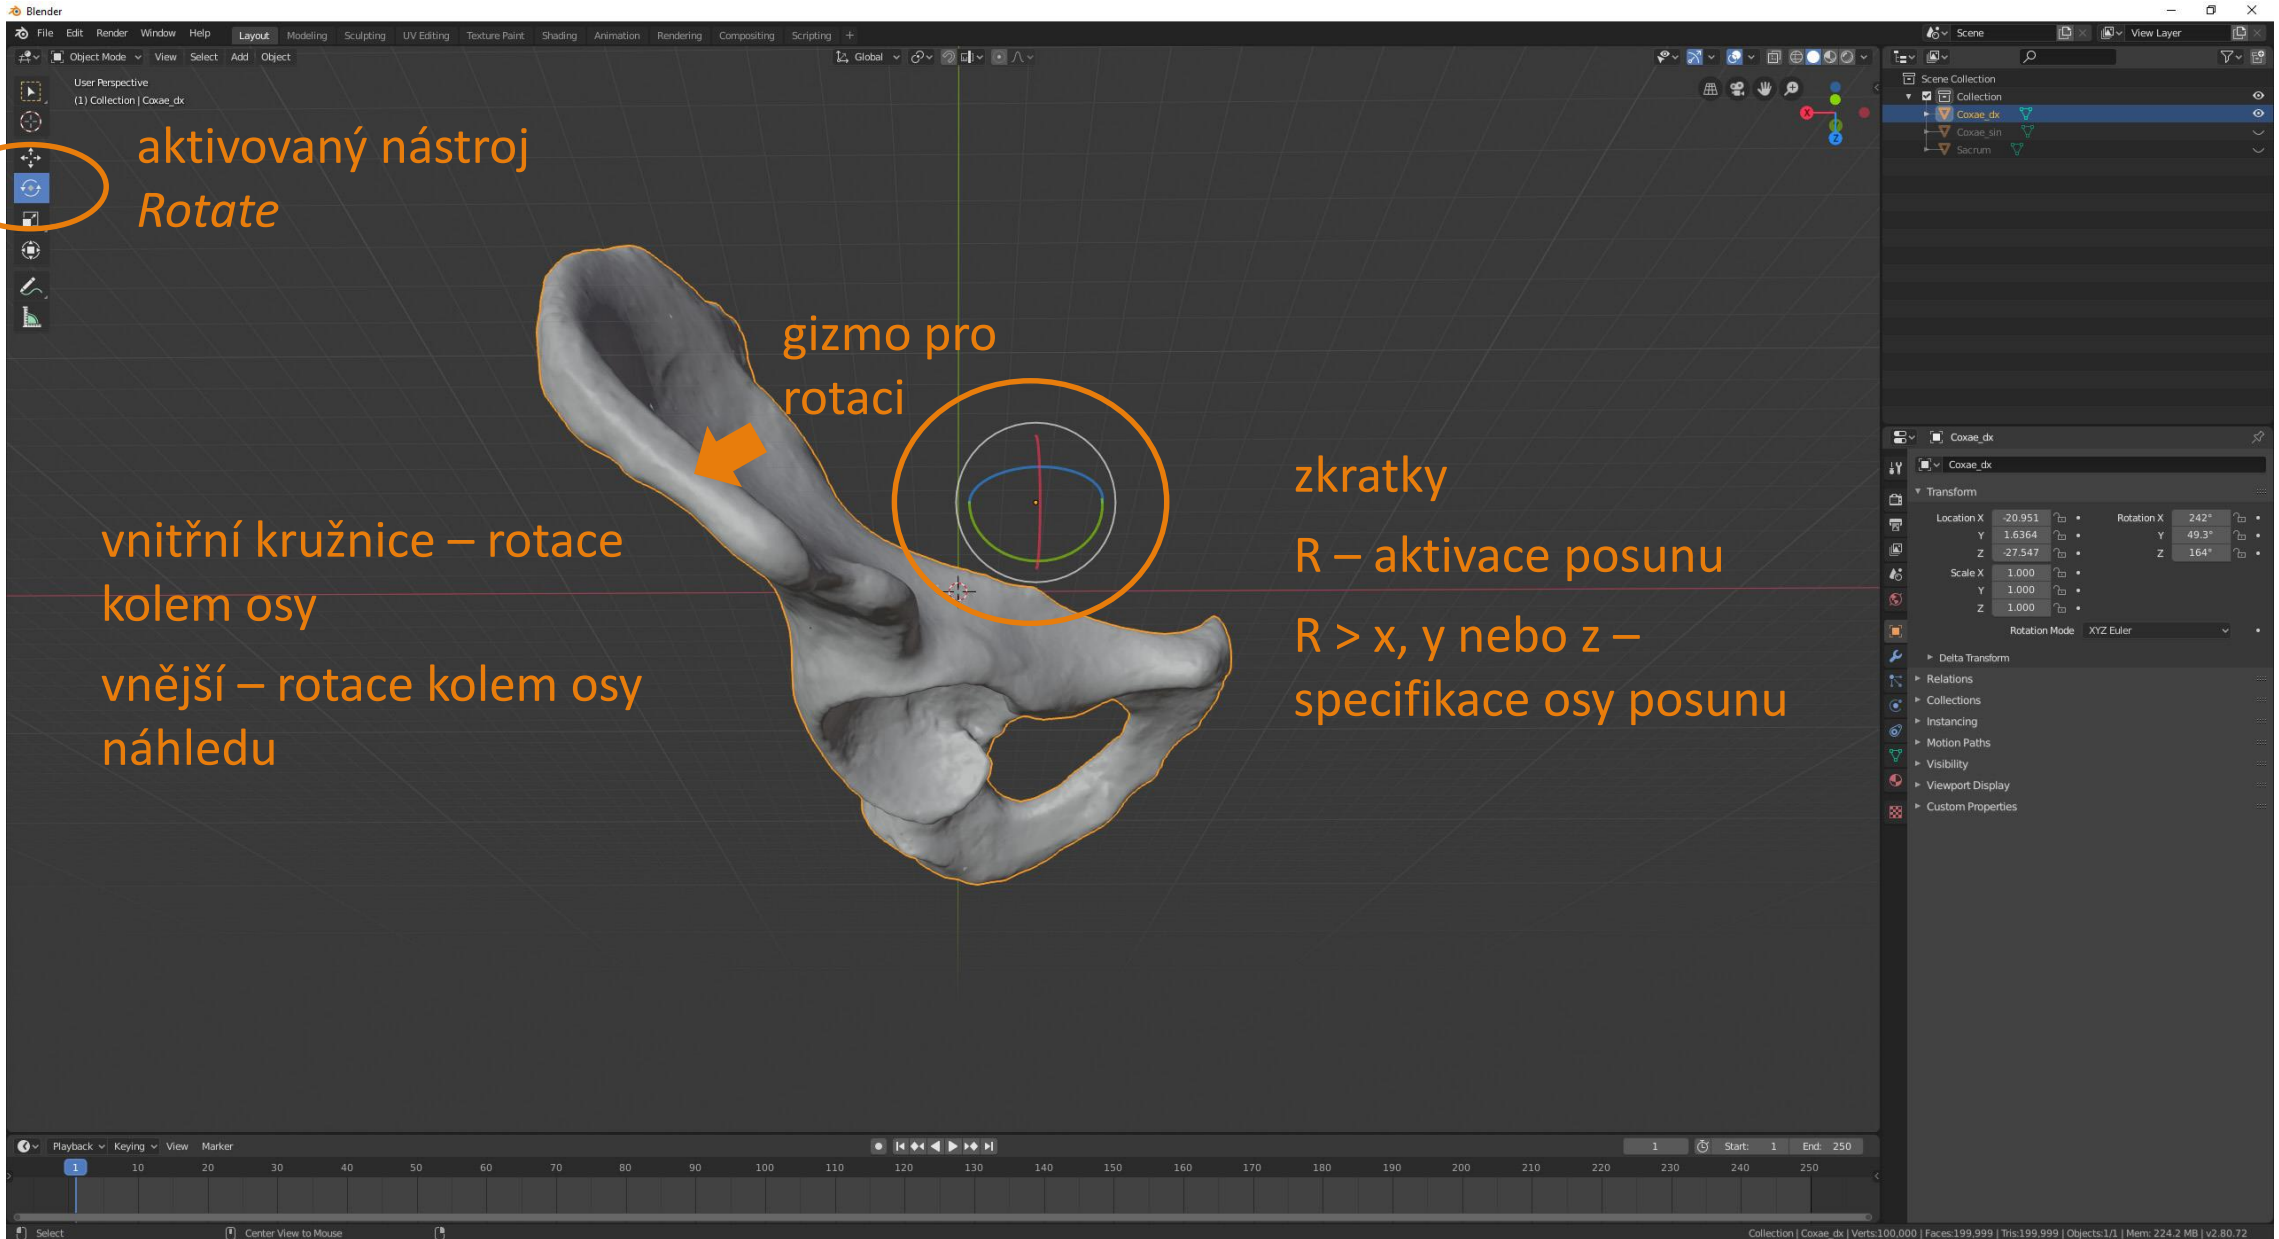 Blender
File Edit Render Window Help Layout Modeling Sculpting UV Editing Texture Paint Shading Animation Rendering Compositing Scripting + Scene View Layer
Object Mode View Select Add Object Global
User Perspective
(1) Collection | Coxae_dx
Scene Collection
Collection
Coxae_dx
Coxae_sin
Sacrum
X
Z
aktivovaný nástroj
Rotate
gizmo pro
rotaci
vnitřní kružnice – rotace
kolem osy
vnější – rotace kolem osy
náhledu
zkratky
R – aktivace posunu
R > x, y nebo z –
specifikace osy posunu
Coxae_dx
Coxae_dx
Transform
Location X -20.951 Rotation X 242°
Y 1.6364 Y 49.3°
Z -27.547 Z 164°
Scale X 1.000
Y 1.000
Z 1.000
Rotation Mode XYZ Euler
Delta Transform
Relations
Collections
Instancing
Motion Paths
Visibility
Viewport Display
Custom Properties
Playback Keying View Marker 1 Start: 1 End: 250
1 10 20 30 40 50 60 70 80 90 100 110 120 130 140 150 160 170 180 190 200 210 220 230 240 250
Select Center View to Mouse Collection | Coxae_dx | Verts:100,000 | Faces:199,999 | Tris:199,999 | Objects:1/1 | Mem: 224.2 MB | v2.80.72